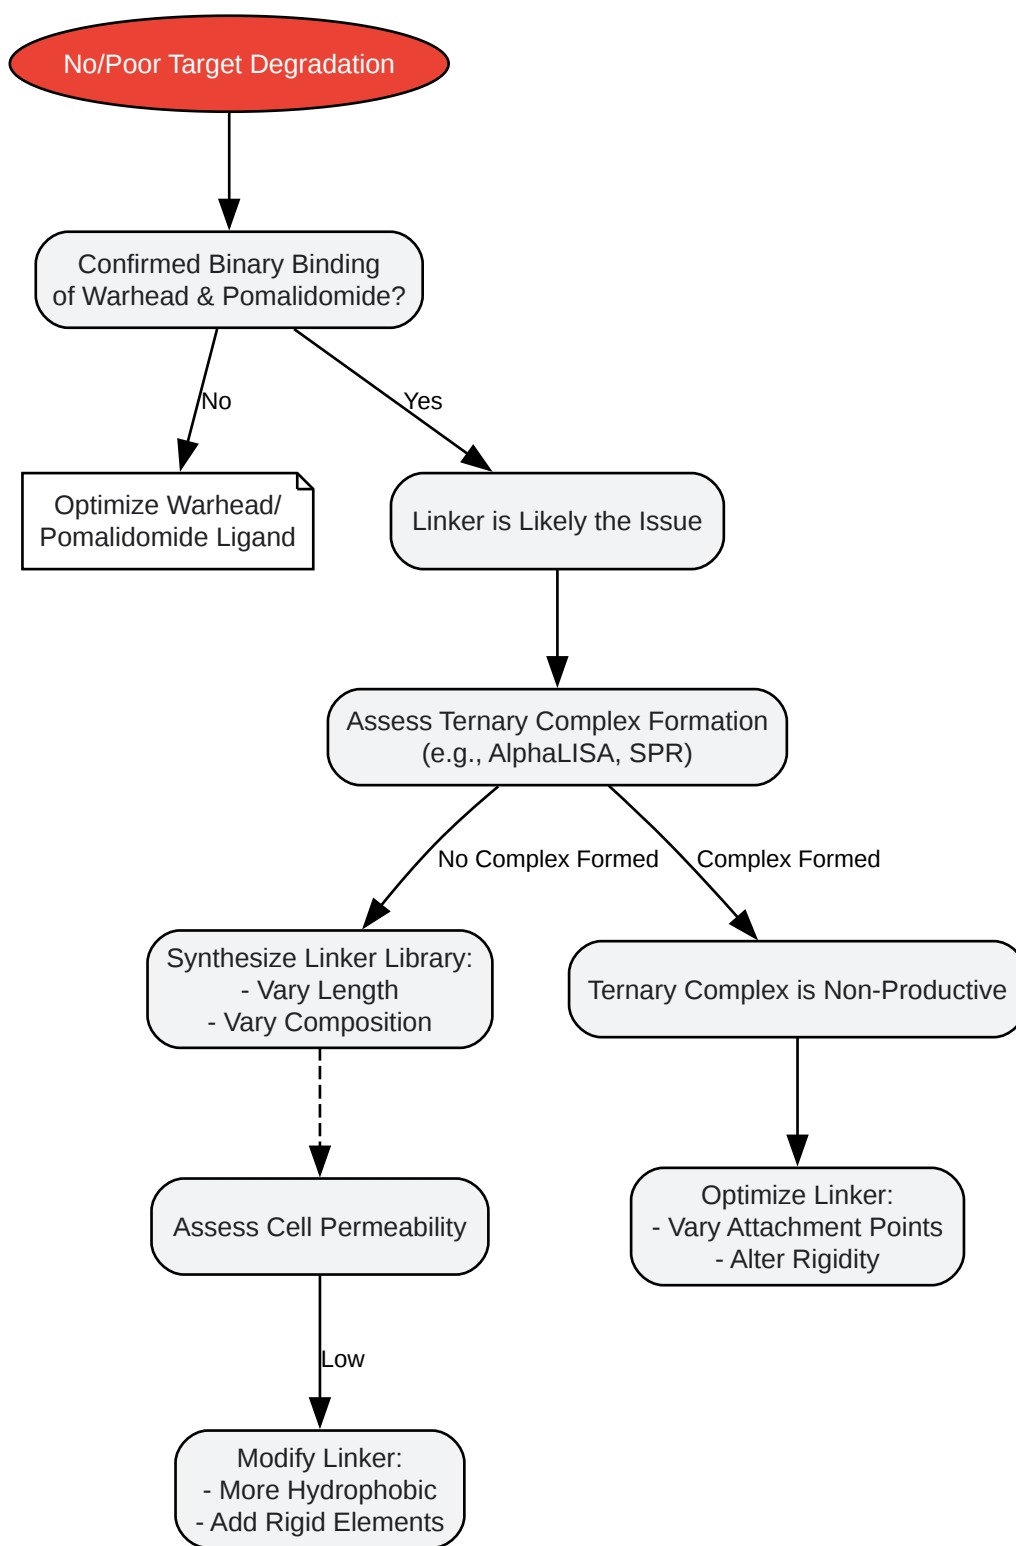 No/Poor Target Degradation
Confirmed Binary Binding
of Warhead & Pomalidomide?
No
Yes
Optimize Warhead/
Pomalidomide Ligand
Linker is Likely the Issue
Assess Ternary Complex Formation
(e.g., AlphaLISA, SPR)
No Complex Formed
Complex Formed
Synthesize Linker Library:
- Vary Length
- Vary Composition
Ternary Complex is Non-Productive
Assess Cell Permeability
Optimize Linker:
- Vary Attachment Points
- Alter Rigidity
Low
Modify Linker:
- More Hydrophobic
- Add Rigid Elements